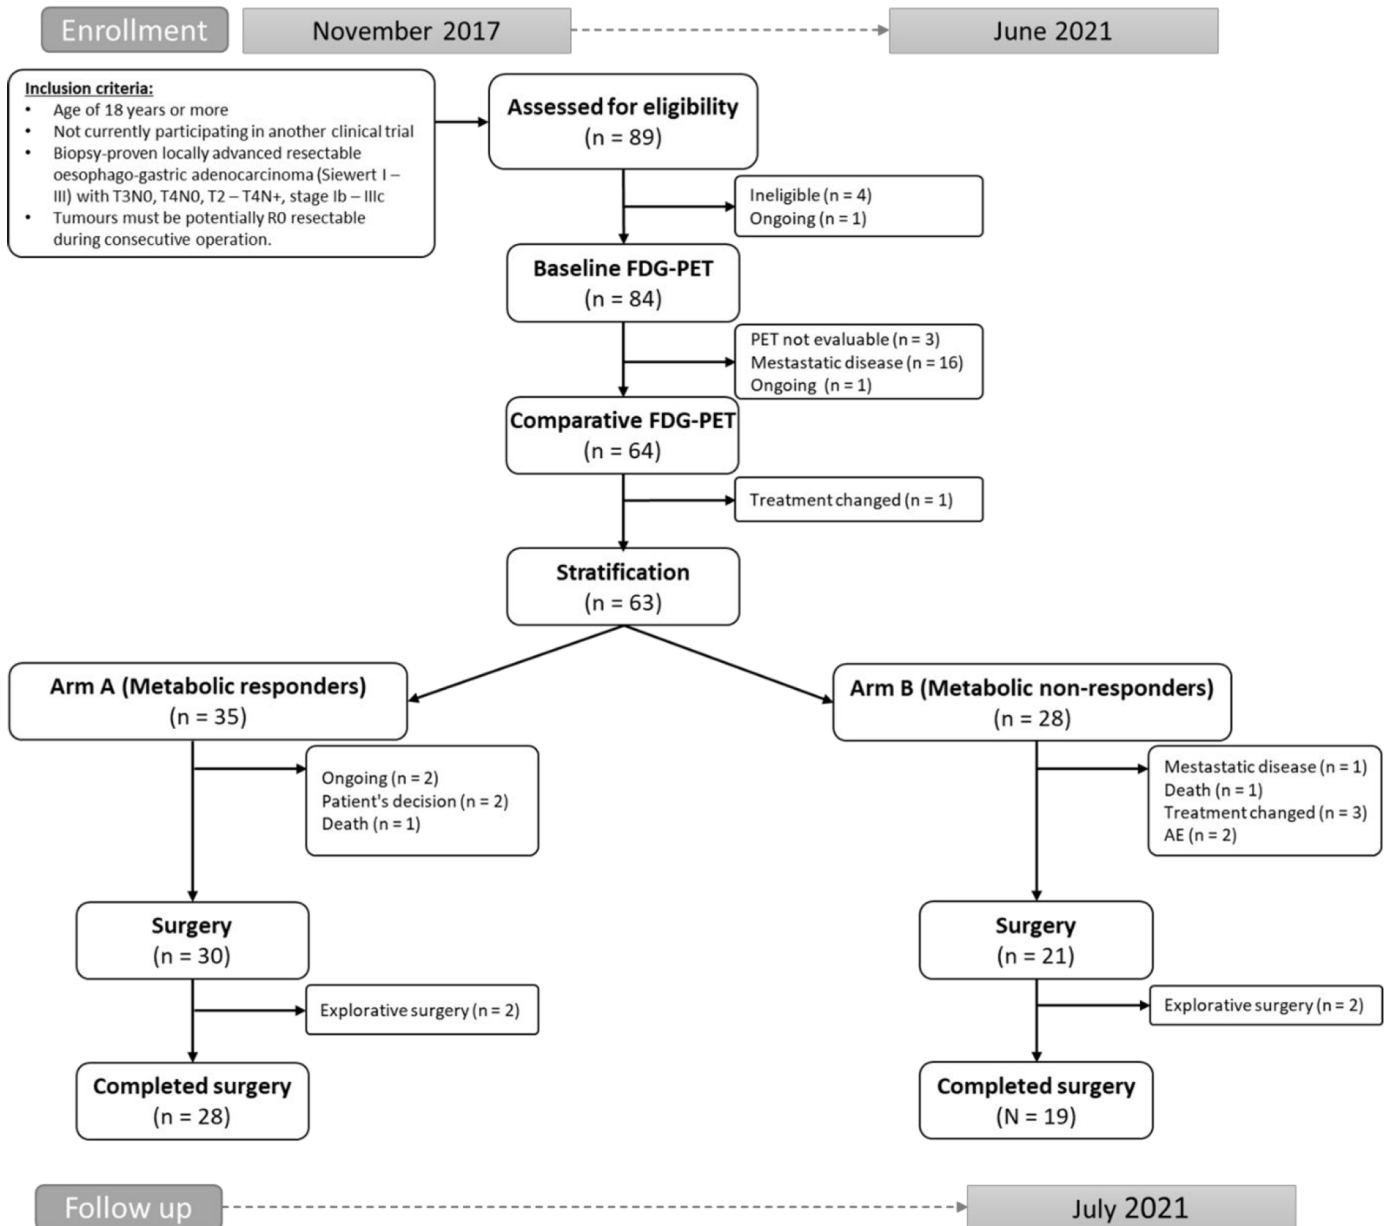 Enrollment
November 2017
June 2021
Inclusion criteria:
• Age of 18 years or more
• Not currently participating in another clinical trial
• Biopsy-proven locally advanced resectable
oesophago-gastric adenocarcinoma (Siewert I –
III) with T3N0, T4N0, T2 – T4N+, stage Ib – IIIc
• Tumours must be potentially R0 resectable
during consecutive operation.
Assessed for eligibility
(n = 89)
Ineligible (n = 4)
Ongoing (n = 1)
Baseline FDG-PET
(n = 84)
PET not evaluable (n = 3)
Mestastatic disease (n = 16)
Ongoing (n = 1)
Comparative FDG-PET
(n = 64)
Treatment changed (n = 1)
Stratification
(n = 63)
Arm A (Metabolic responders)
(n = 35)
Ongoing (n = 2)
Patient's decision (n = 2)
Death (n = 1)
Surgery
(n = 30)
Explorative surgery (n = 2)
Completed surgery
(n = 28)
Arm B (Metabolic non-responders)
(n = 28)
Mestastatic disease (n = 1)
Death (n = 1)
Treatment changed (n = 3)
AE (n = 2)
Surgery
(n = 21)
Explorative surgery (n = 2)
Completed surgery
(N = 19)
Follow up
July 2021